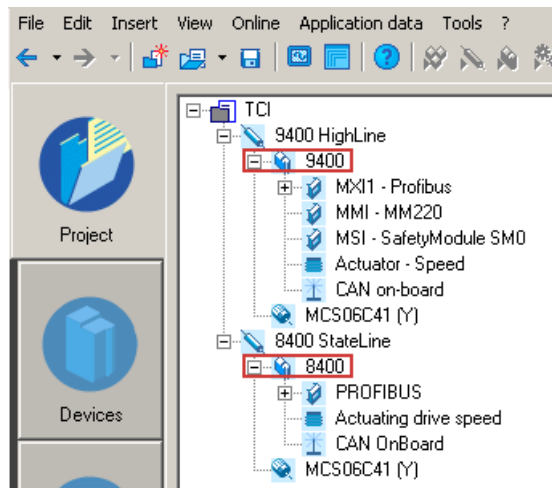 File Edit Insert View Online Application data Tools ?
TCI
9400 HighLine
9400
MXI1 - Profibus
MMI - MM220
MSI - SafetyModule SM0
Actuator - Speed
CAN on-board
MCS06C41 (Y)
8400 StateLine
8400
PROFIBUS
Actuating drive speed
CAN OnBoard
MCS06C41 (Y)
Project
Devices